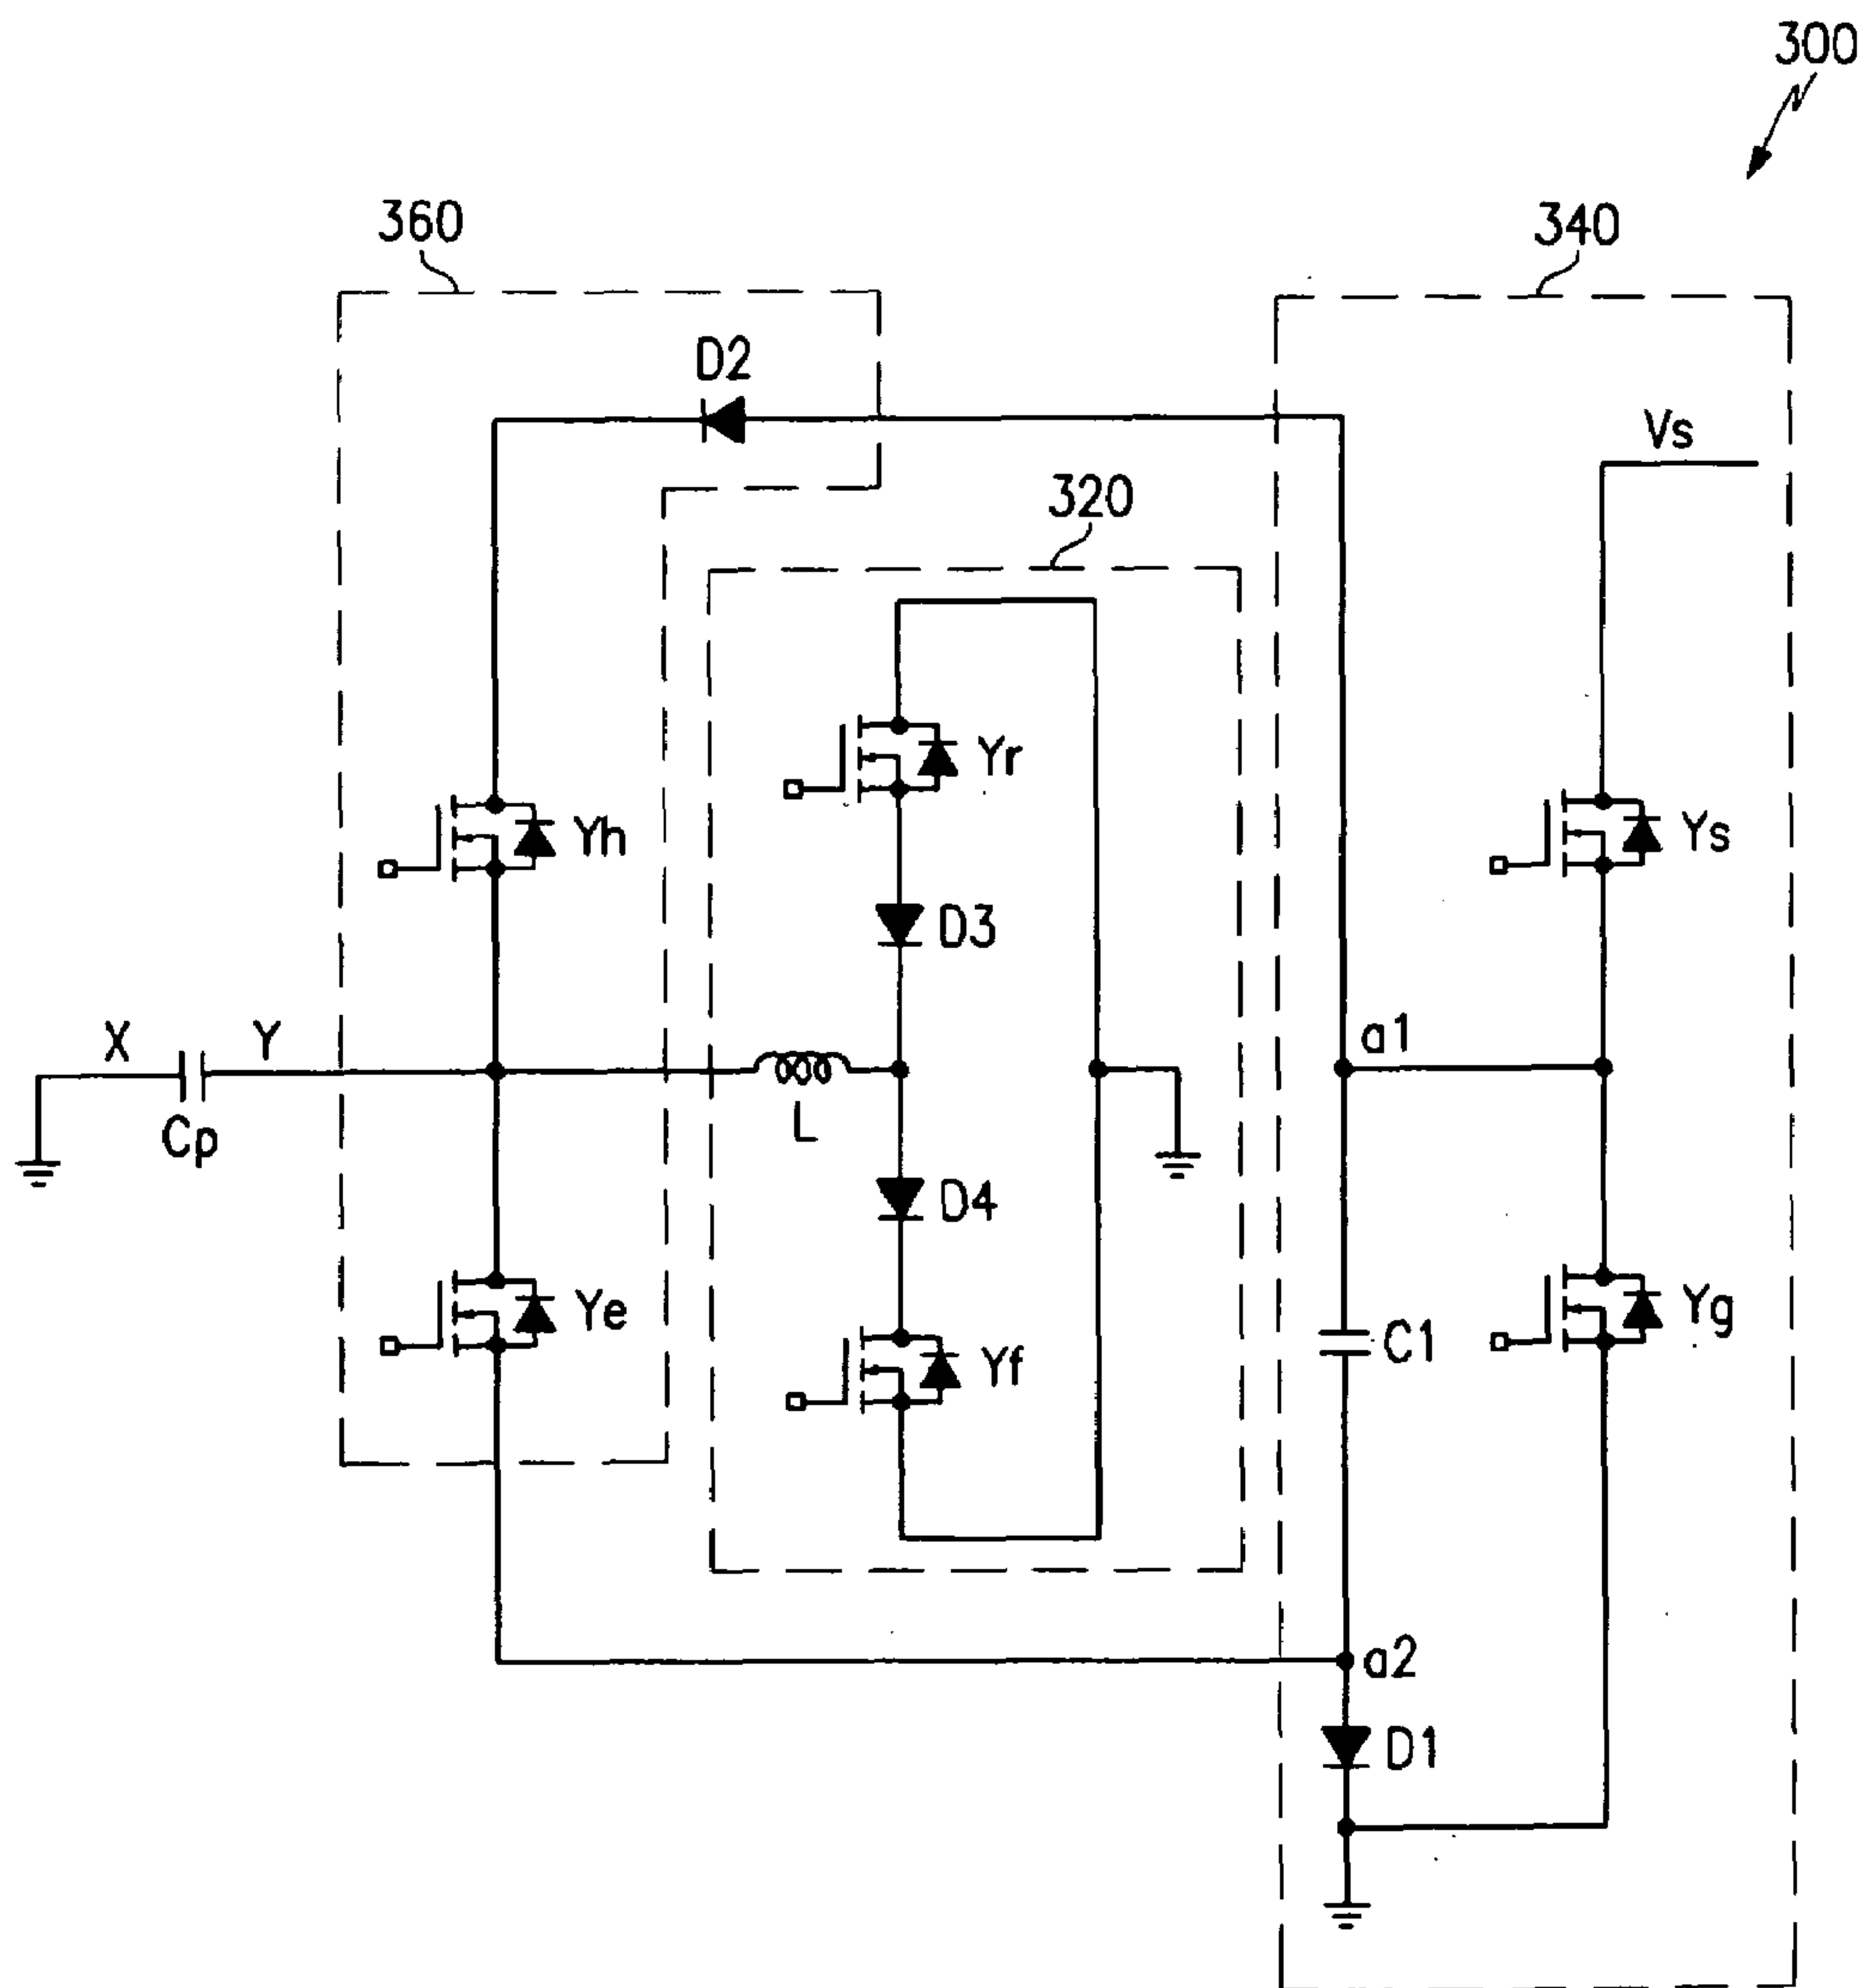 300
360
340
D2
Vs
320
Yr
Yh
Ys
D3
X
Y
a1
Cp
L
D4
Ye
Yg
C1
Yf
a2
D1